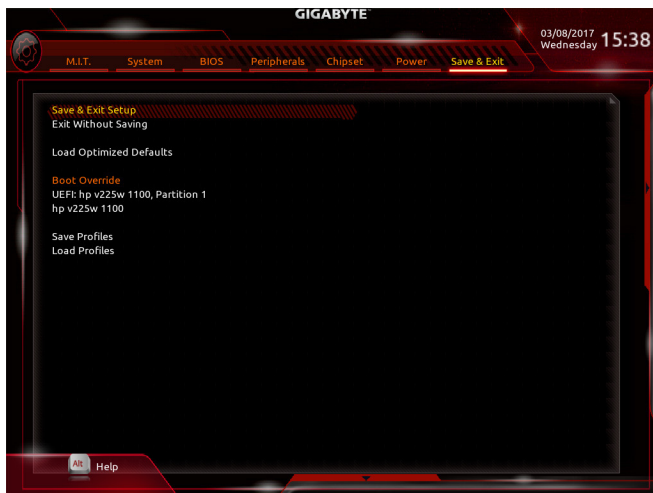 GIGABYTE™
03/08/2017
Wednesday
15:38
M.I.T. System BIOS Peripherals Chipset Power Save & Exit
Save & Exit Setup
Exit Without Saving
Load Optimized Defaults
Boot Override
UEFI: hp v225w 1100, Partition 1
hp v225w 1100
Save Profiles
Load Profiles
Alt Help